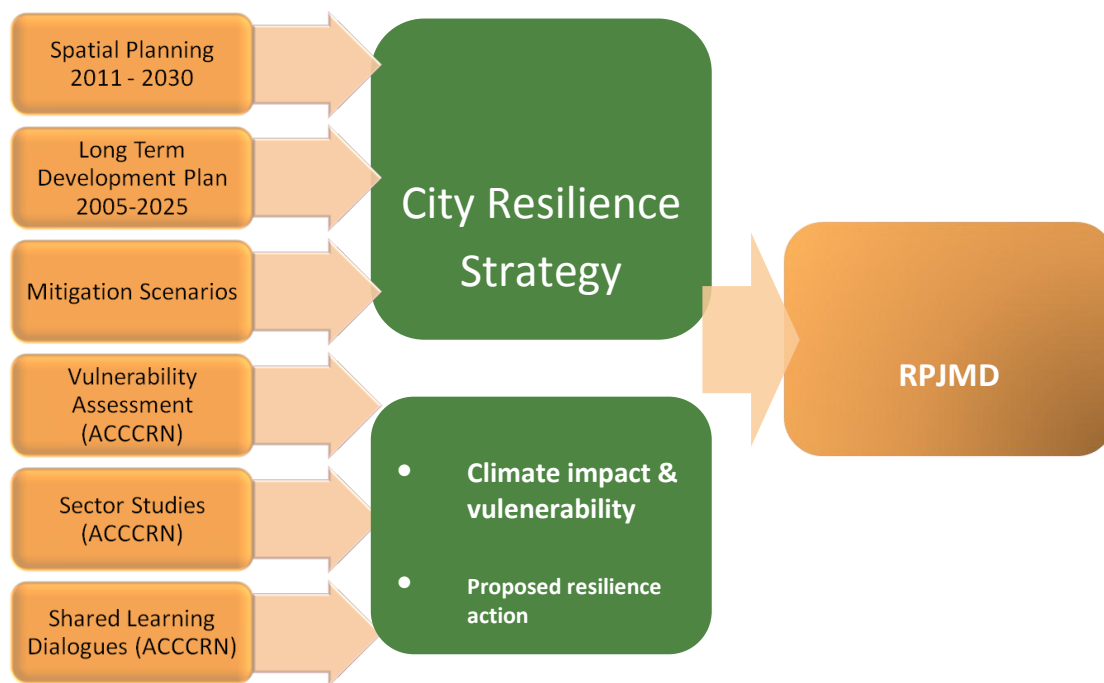 Spatial Planning
2011 - 2030
Long Term
Development Plan
2005-2025
Mitigation Scenarios
Vulnerability
Assessment
(ACCCRN)
Sector Studies
(ACCCRN)
Shared Learning
Dialogues (ACCCRN)
City Resilience
Strategy
• Climate impact &
vulenerability
• Proposed resilience
action
RPJMD